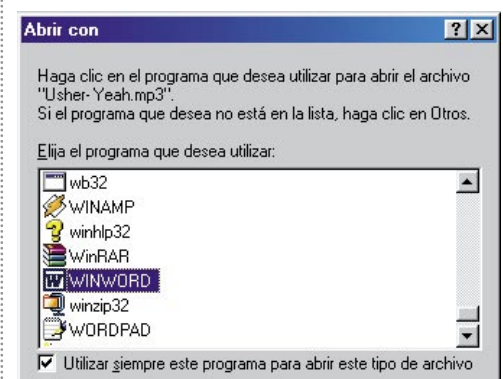 Abrir con
Haga clic en el programa que desea utilizar para abrir el archivo
"Usher-Yeah.mp3".
Si el programa que desea no está en la lista, haga clic en Otros.
Elija el programa que desea utilizar:
wb32
WINAMP
winhlp32
WinRAR
WINWORD
winzip32
WORDPAD
Utilizar siempre este programa para abrir este tipo de archivo